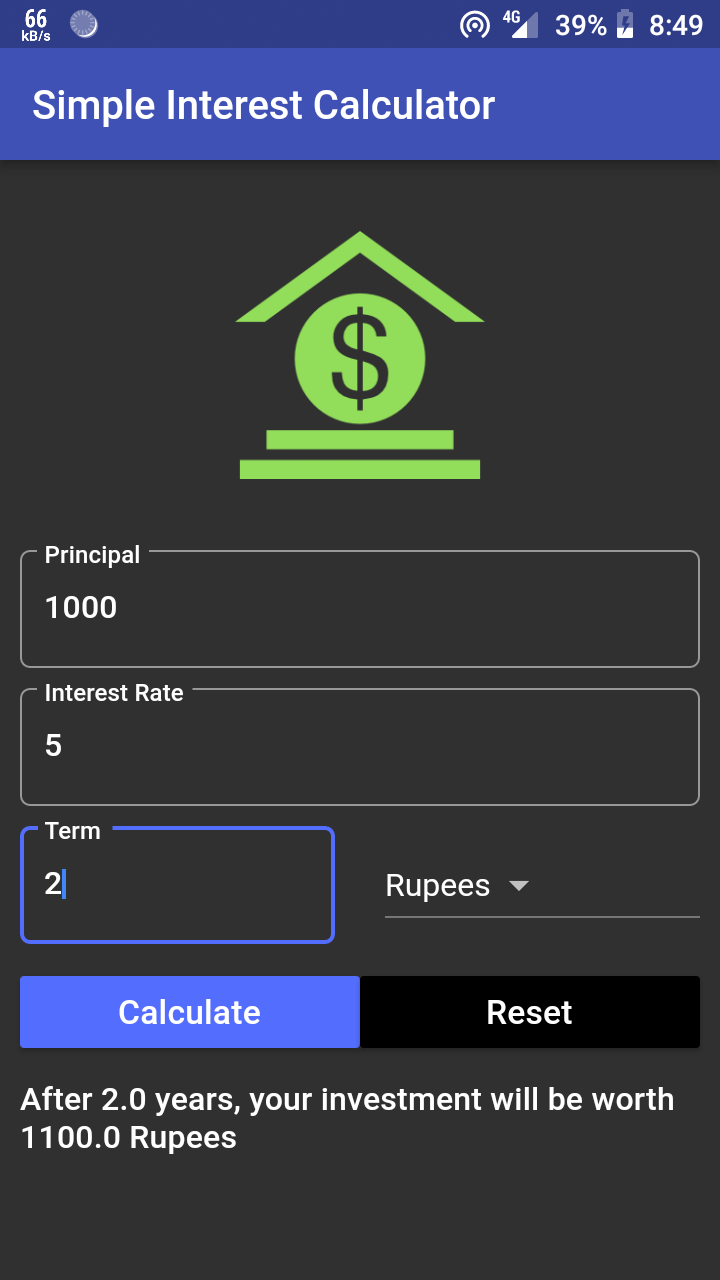 66
kB/s
4G 39% 8:49
Simple Interest Calculator
$
Principal
1000
Interest Rate
5
Term
2
Rupees
Calculate Reset
After 2.0 years, your investment will be worth
1100.0 Rupees